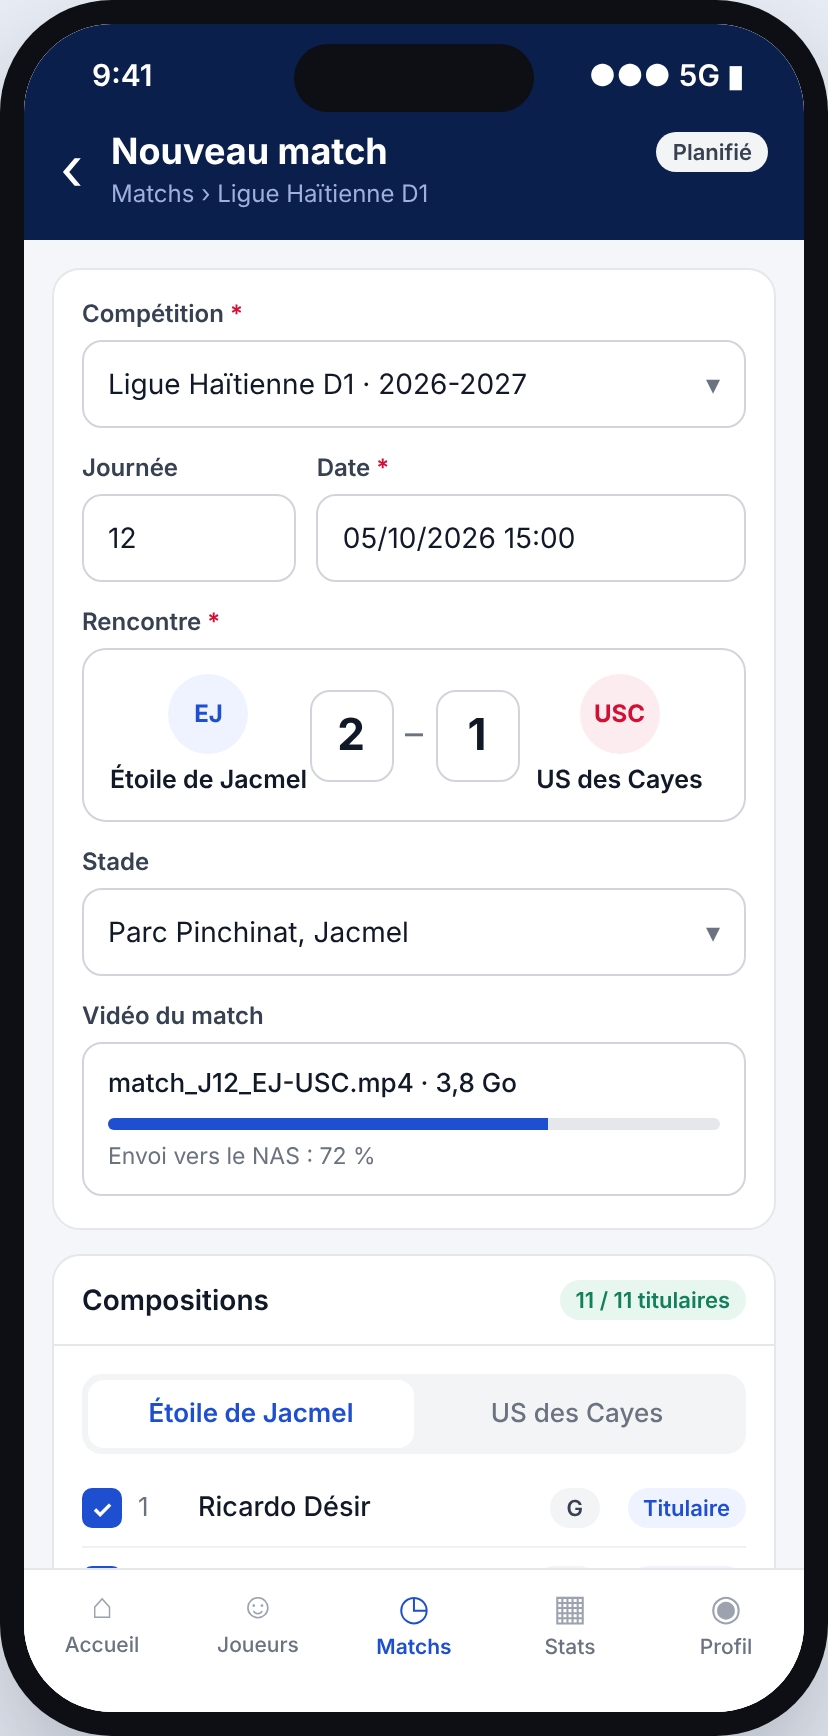 9:41
5G
Nouveau match
Planifié
Matchs › Ligue Haïtienne D1
Compétition *
Ligue Haïtienne D1 · 2026-2027
Journée
Date *
12
05/10/2026 15:00
Rencontre *
EJ
Étoile de Jacmel
2 – 1
USC
US des Cayes
Stade
Parc Pinchinat, Jacmel
Vidéo du match
match_J12_EJ-USC.mp4 · 3,8 Go
Envoi vers le NAS : 72 %
Compositions
11 / 11 titulaires
Étoile de Jacmel
US des Cayes
1 Ricardo Désir G Titulaire
Accueil
Joueurs
Matchs
Stats
Profil